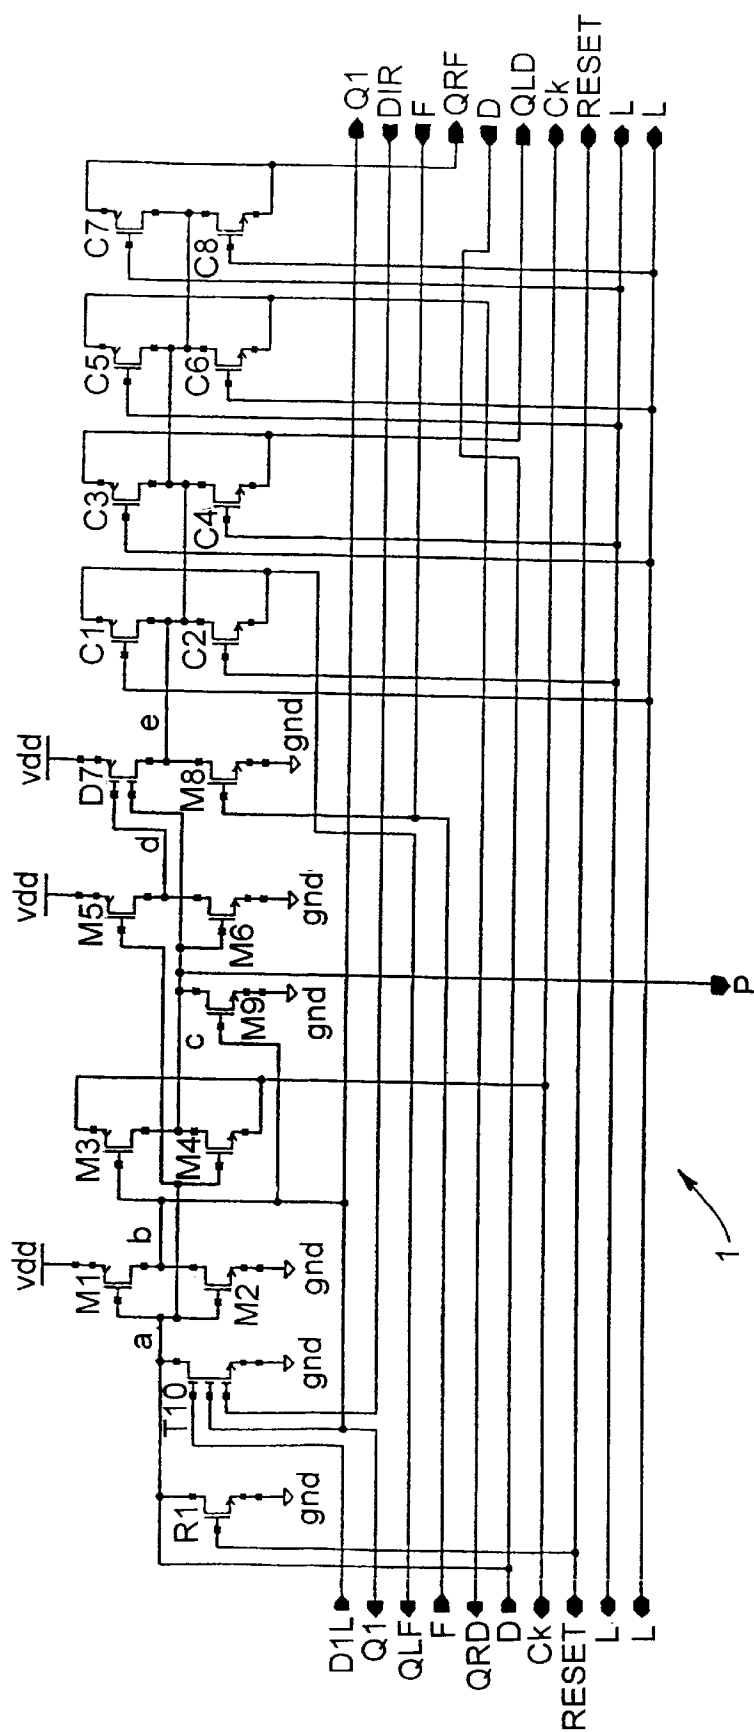 vdd
vdd
vdd
M1
M3
M5
D7
C1
C3
C5
C7
a
b
c
d
e
R1
T10
M2
M4
M9
M6
M8
C2
C4
C6
C8
gnd
gnd
gnd
gnd
gnd
gnd
D1L
Q1
QLF
F
QRD
D
Ck
RESET
L
L
Q1
DIR
F
QRF
D
QLD
Ck
RESET
L
L
P
1